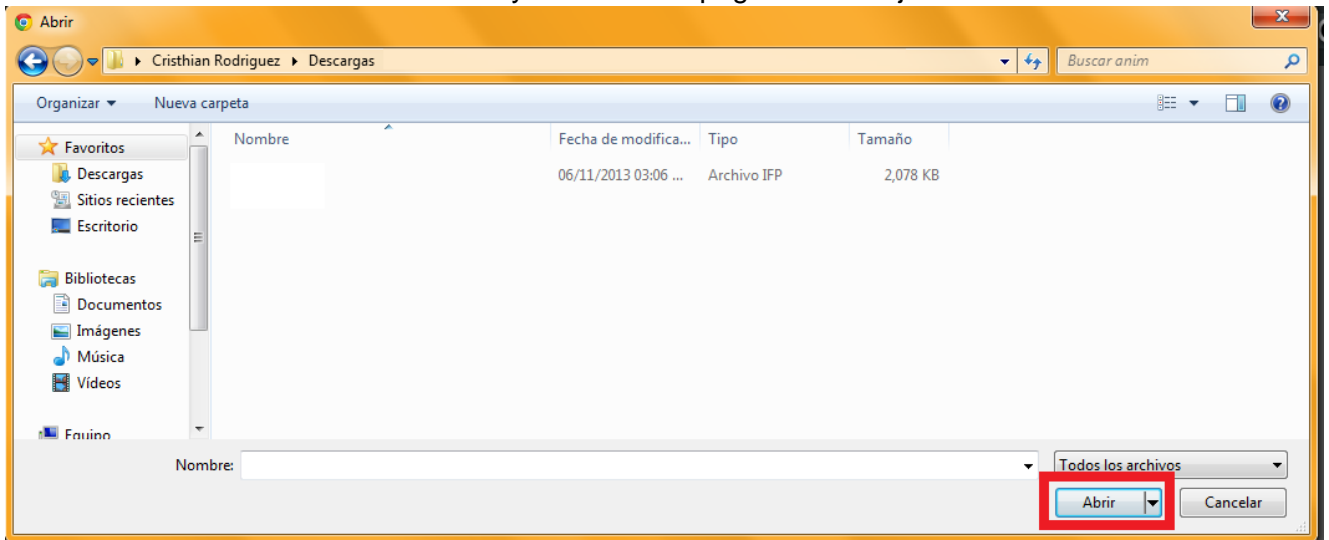 Abrir
Cristhian Rodriguez Descargas
Buscar anim
Organizar Nueva carpeta
Nombre Fecha de modifica... Tipo Tamaño
06/11/2013 03:06 ... Archivo IFP 2,078 KB
Favoritos
Descargas
Sitios recientes
Escritorio
Bibliotecas
Documentos
Imágenes
Música
Vídeos
Equipo
Nombre:
Todos los archivos
Abrir Cancelar